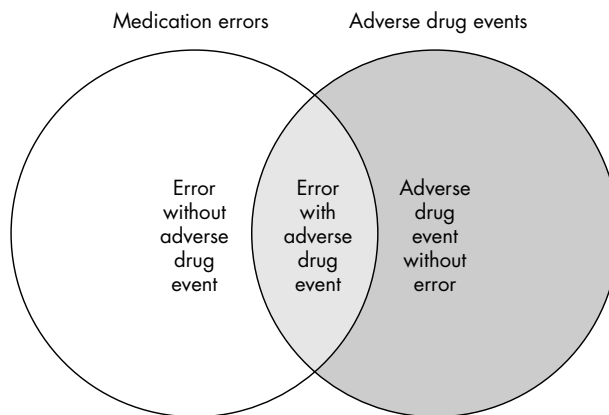 Medication errors
Adverse drug events
Error
without
adverse
drug
event
Error
with
adverse
drug
event
Adverse
drug
event
without
error